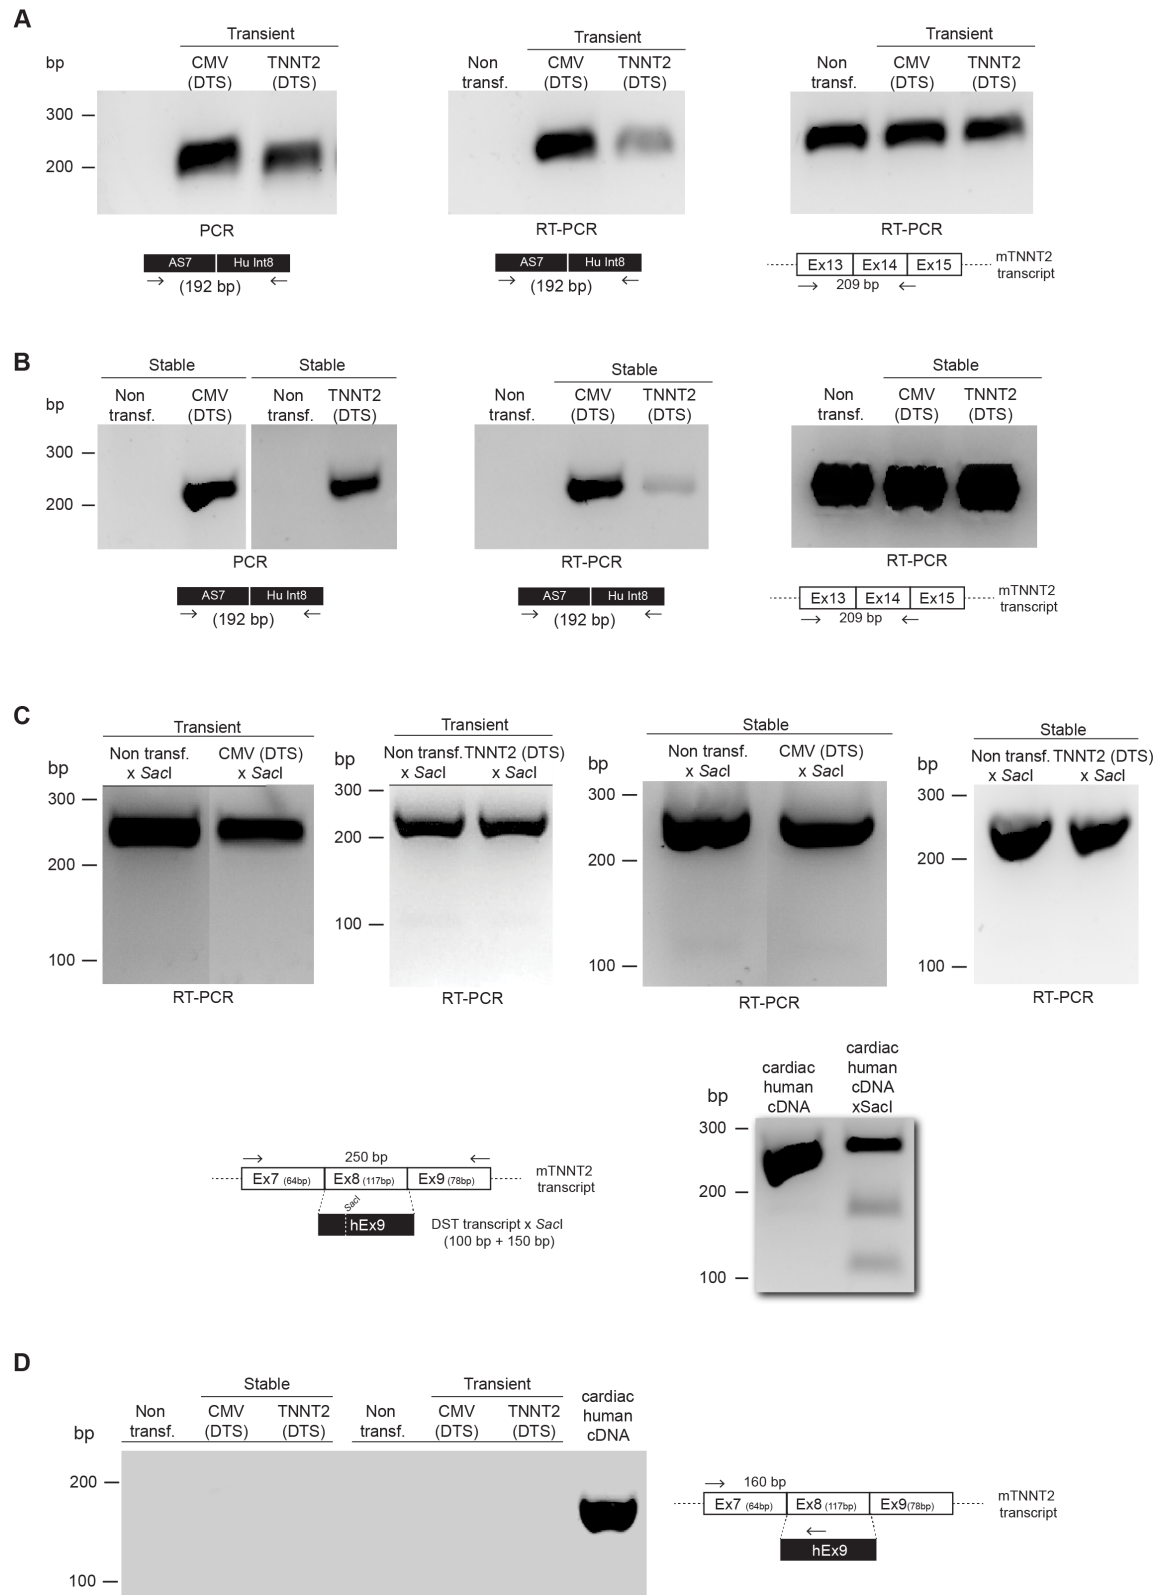 A
Transient
Transient
Transient
bp
CMV
(DTS)
TNNT2
(DTS)
Non
transf.
CMV
(DTS)
TNNT2
(DTS)
Non
transf.
CMV
(DTS)
TNNT2
(DTS)
300
200
PCR
RT-PCR
RT-PCR
AS7 Hu Int8
(192 bp)
AS7 Hu Int8
(192 bp)
Ex13 Ex14 Ex15
209 bp
mTNNT2
transcript
B
Stable
Stable
Stable
Stable
bp
Non
transf.
CMV
(DTS)
Non
transf.
TNNT2
(DTS)
Non
transf.
CMV
(DTS)
TNNT2
(DTS)
Non
transf.
CMV
(DTS)
TNNT2
(DTS)
300
200
PCR
RT-PCR
RT-PCR
AS7 Hu Int8
(192 bp)
AS7 Hu Int8
(192 bp)
Ex13 Ex14 Ex15
209 bp
mTNNT2
transcript
C
Transient
bp
Non transf.
x SacI
CMV (DTS)
x SacI
300
200
100
RT-PCR
Transient
bp
Non transf. TNNT2 (DTS)
x SacI x SacI
300
200
100
RT-PCR
Stable
bp
Non transf.
x SacI
CMV (DTS)
x SacI
300
200
100
RT-PCR
Stable
bp
Non transf. TNNT2 (DTS)
x SacI x SacI
300
200
100
RT-PCR
250 bp
Ex7 (64bp) Ex8 (117bp) Ex9 (78bp)
mTNNT2
transcript
SacI
hEx9
DST transcript x SacI
(100 bp + 150 bp)
bp
cardiac
human
cDNA
cardiac
human
cDNA
xSacI
300
200
100
D
Stable
Transient
bp
Non
transf.
CMV
(DTS)
TNNT2
(DTS)
Non
transf.
CMV
(DTS)
TNNT2
(DTS)
cardiac
human
cDNA
200
100
160 bp
Ex7 (64bp) Ex8 (117bp) Ex9(78bp)
mTNNT2
transcript
hEx9